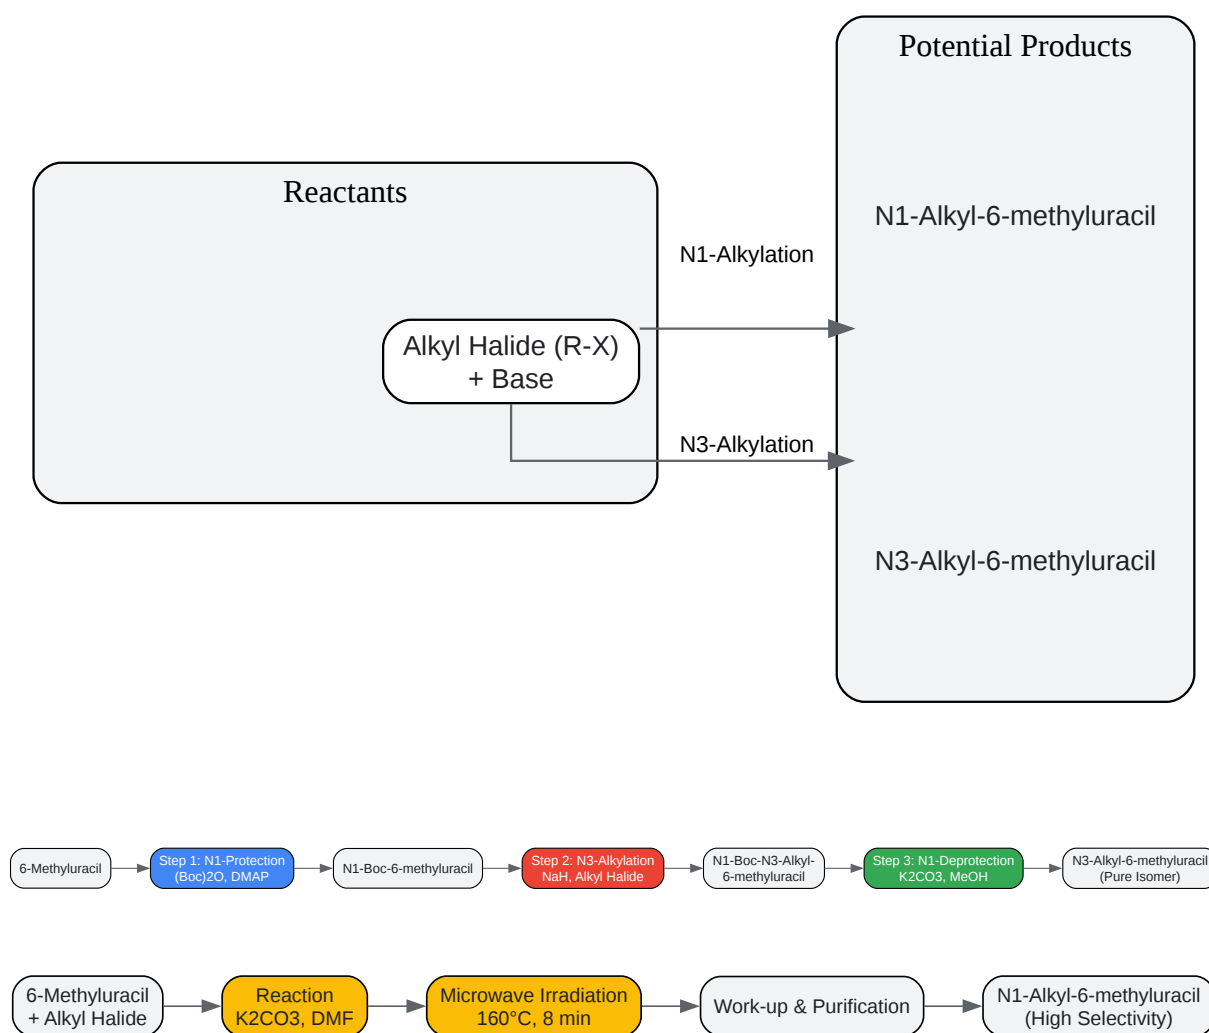 Potential Products
Reactants
N1-Alkyl-6-methyluracil
N1-Alkylation
Alkyl Halide (R-X)
+ Base
N3-Alkylation
N3-Alkyl-6-methyluracil
6-Methyluracil
Step 1: N1-Protection
(Boc)2O, DMAP
N1-Boc-6-methyluracil
Step 2: N3-Alkylation
NaH, Alkyl Halide
N1-Boc-N3-Alkyl-
6-methyluracil
Step 3: N1-Deprotection
K2CO3, MeOH
N3-Alkyl-6-methyluracil
(Pure Isomer)
6-Methyluracil
+ Alkyl Halide
Reaction
K2CO3, DMF
Microwave Irradiation
160°C, 8 min
Work-up & Purification
N1-Alkyl-6-methyluracil
(High Selectivity)